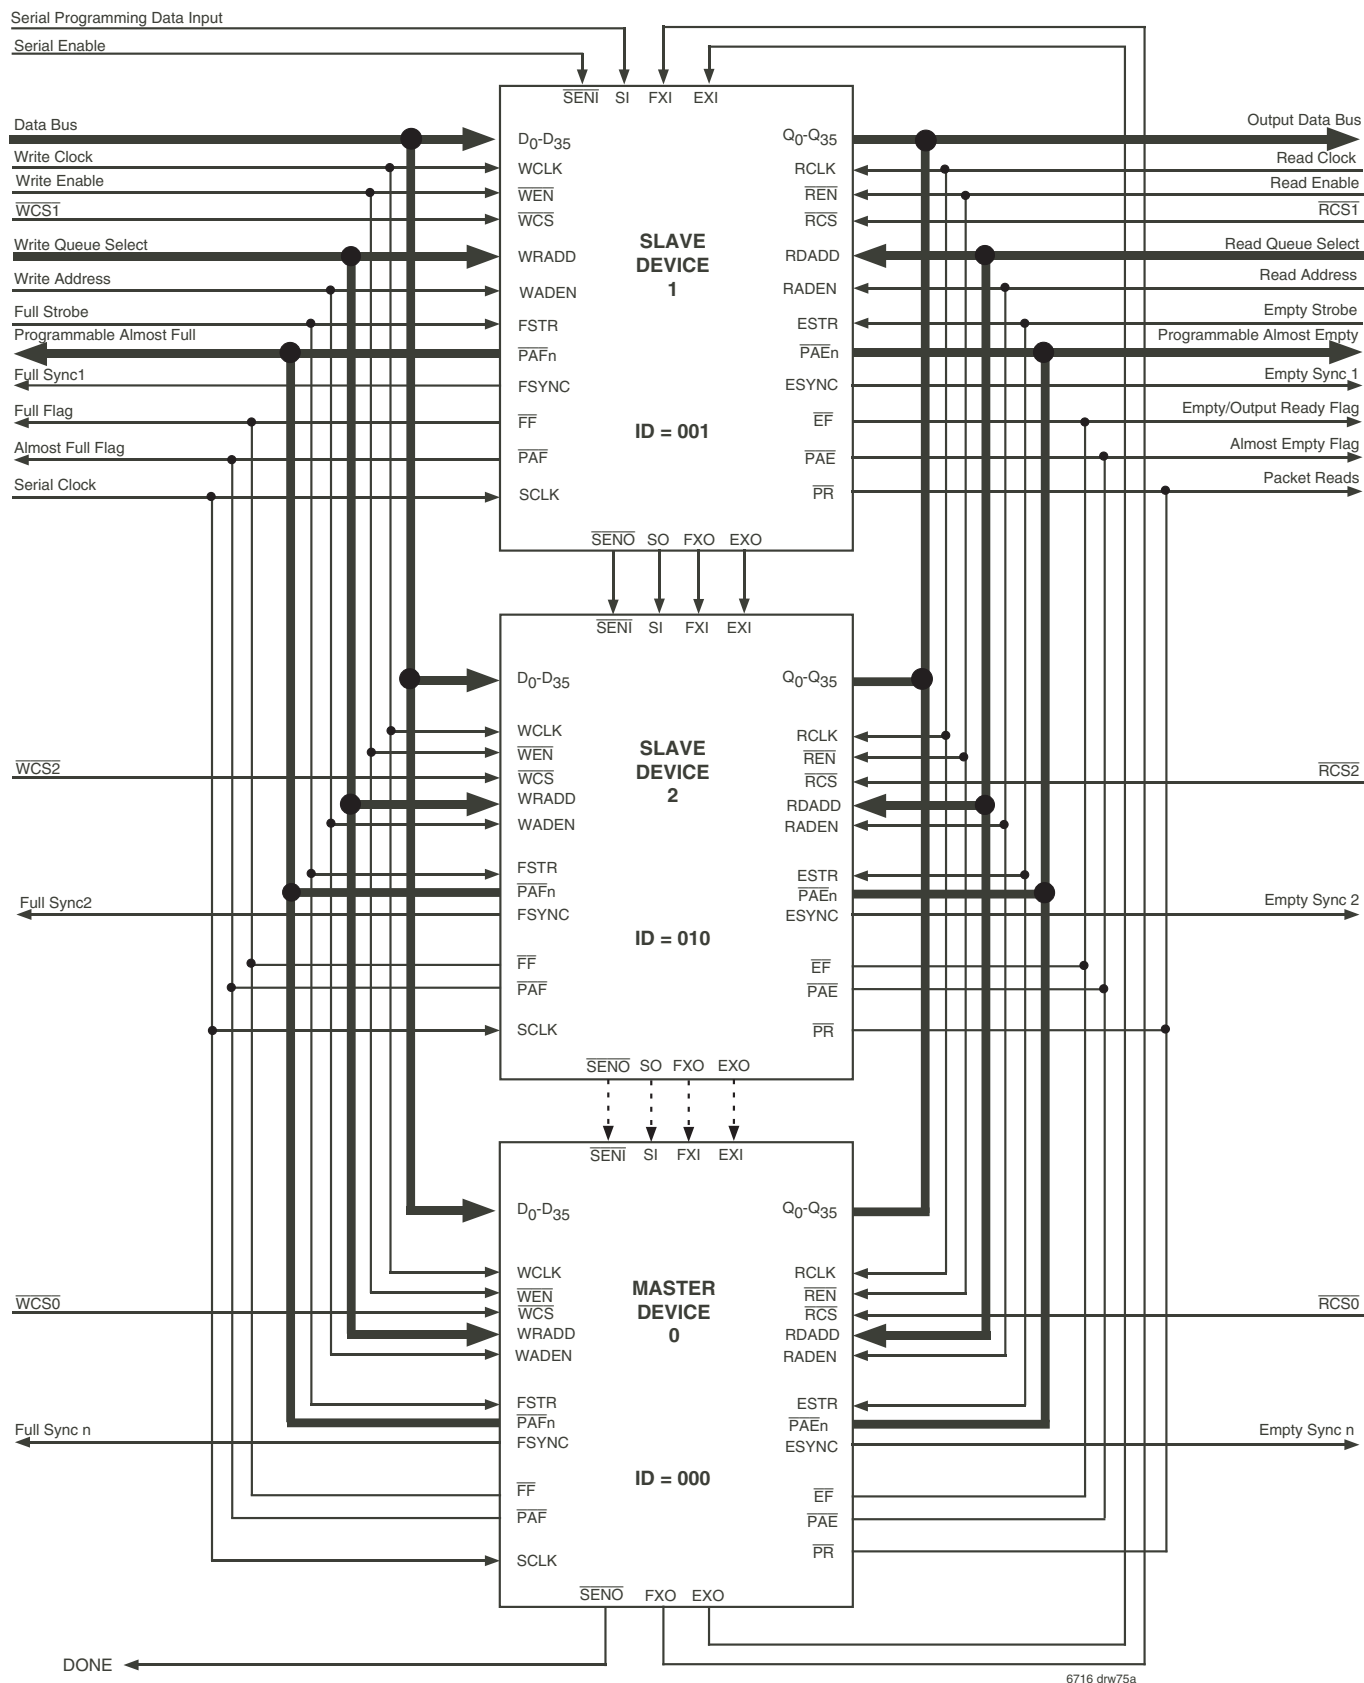 Serial Programming Data Input
Serial Enable
SENI SI FXI EXI
Data Bus D0-D35 Q0-Q35 Output Data Bus
Write Clock WCLK RCLK Read Clock
Write Enable WEN REN Read Enable
WCS1 WCS RCS RCS1
SLAVE
DEVICE
1
Write Queue Select WRADD RDADD Read Queue Select
Write Address WADEN RADEN Read Address
Full Strobe FSTR ESTR Empty Strobe
Programmable Almost Full PAFn PAEn Programmable Almost Empty
Full Sync1 FSYNC ESYNC Empty Sync 1
Full Flag FF ID = 001 EF Empty/Output Ready Flag
Almost Full Flag PAF PAE Almost Empty Flag
Serial Clock SCLK PR Packet Reads
SENO SO FXO EXO
SENI SI FXI EXI
D0-D35 Q0-Q35
WCLK RCLK
WEN REN
WCS2 WCS RCS RCS2
SLAVE
DEVICE
2
WRADD RDADD
WADEN RADEN
FSTR ESTR
PAFn PAEn
Full Sync2 FSYNC ESYNC Empty Sync 2
ID = 010
FF EF
PAF PAE
SCLK PR
SENO SO FXO EXO
SENI SI FXI EXI
D0-D35 Q0-Q35
WCLK RCLK
WEN REN
WCS0 WCS RCS RCS0
MASTER
DEVICE
0
WRADD RDADD
WADEN RADEN
FSTR ESTR
PAFn PAEn
Full Sync n FSYNC ESYNC Empty Sync n
ID = 000
FF EF
PAF PAE
SCLK PR
SENO FXO EXO
DONE
6716 drw75a